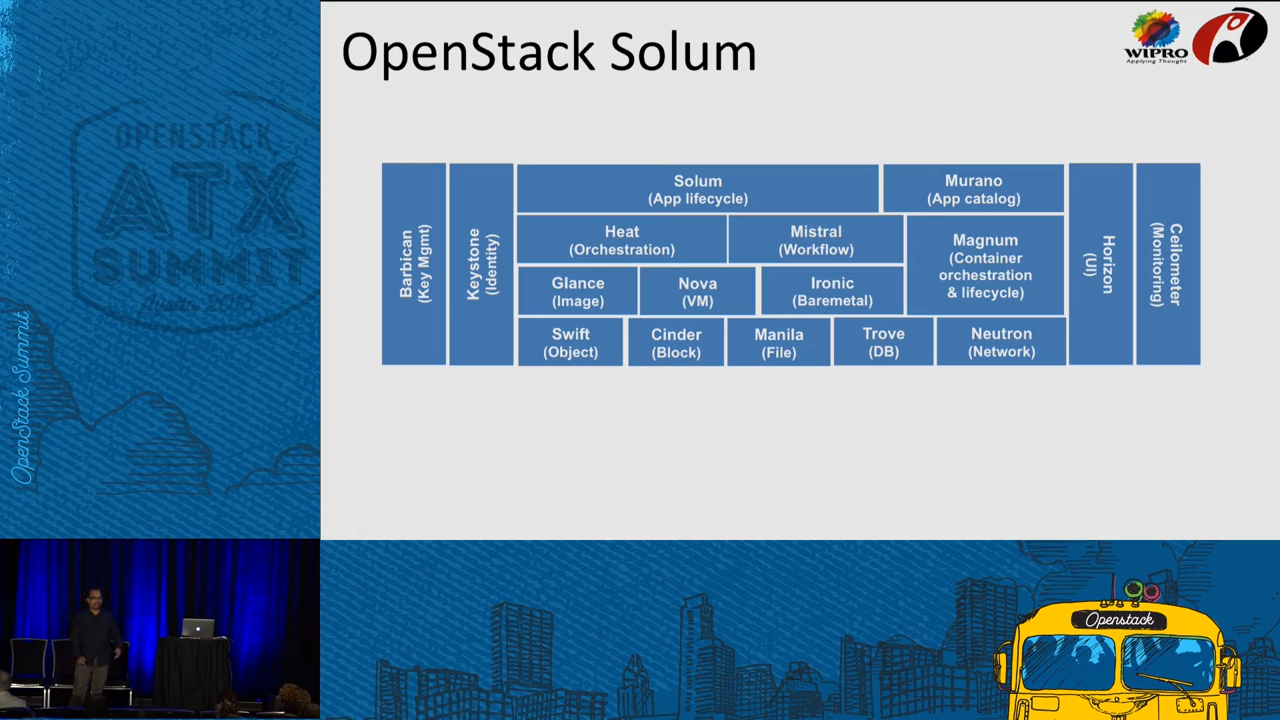 OpenStack Solum
WIPRO
Applying Thought
OPENSTACK
ATX
SUMMIT
OpenStack Summit
Barbican
(Key Mgmt)
Keystone
(Identity)
Solum
(App lifecycle)
Murano
(App catalog)
Heat
(Orchestration)
Mistral
(Workflow)
Magnum
(Container
orchestration
& lifecycle)
Glance
(Image)
Nova
(VM)
Ironic
(Baremetal)
Swift
(Object)
Cinder
(Block)
Manila
(File)
Trove
(DB)
Neutron
(Network)
Horizon
(UI)
Ceilometer
(Monitoring)
Openstack